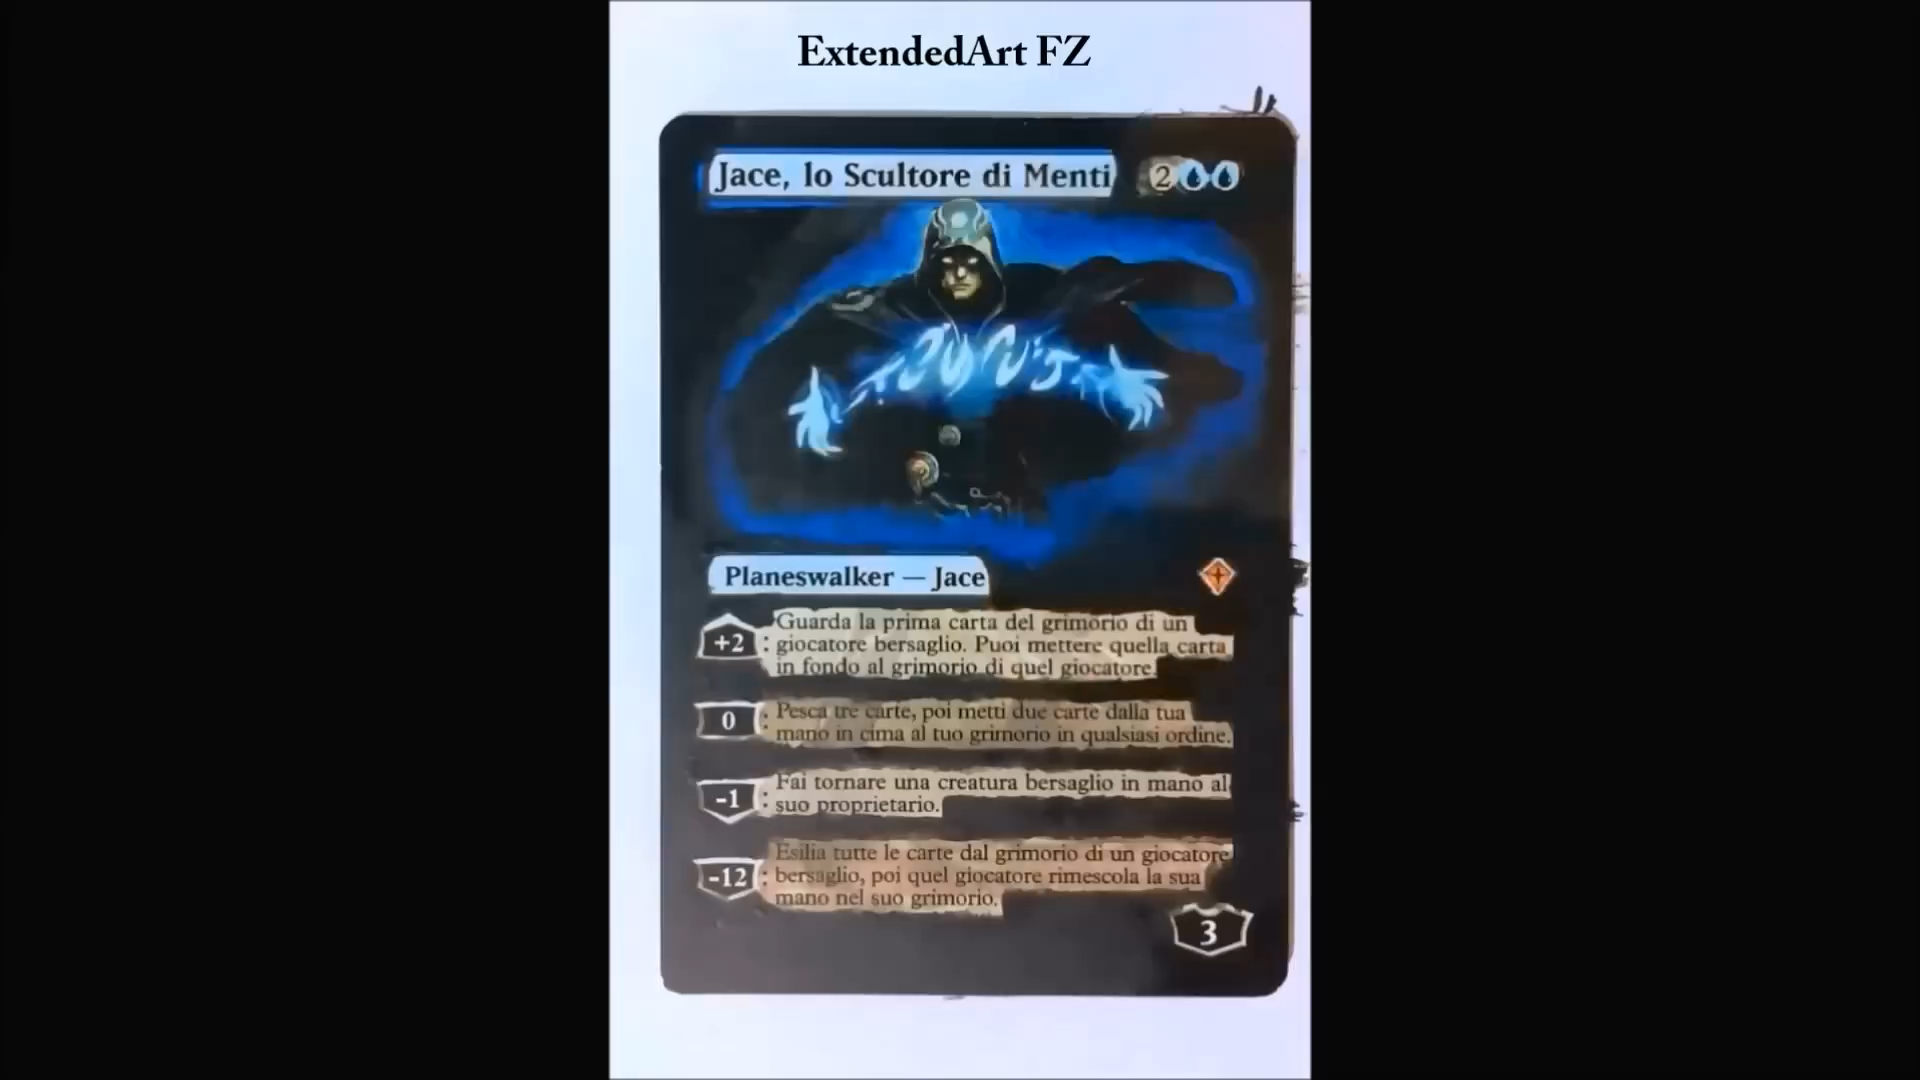 ExtendedArt FZ
Jace, lo Scultore di Menti 2
Planeswalker — Jace
+2 : Guarda la prima carta del grimorio di un
giocatore bersaglio. Puoi mettere quella carta
in fondo al grimorio di quel giocatore.
0 : Pesca tre carte, poi metti due carte dalla tua
mano in cima al tuo grimorio in qualsiasi ordine.
-1 : Fai tornare una creatura bersaglio in mano al
suo proprietario.
-12 : Esilia tutte le carte dal grimorio di un giocatore
bersaglio, poi quel giocatore rimescola la sua
mano nel suo grimorio.
3